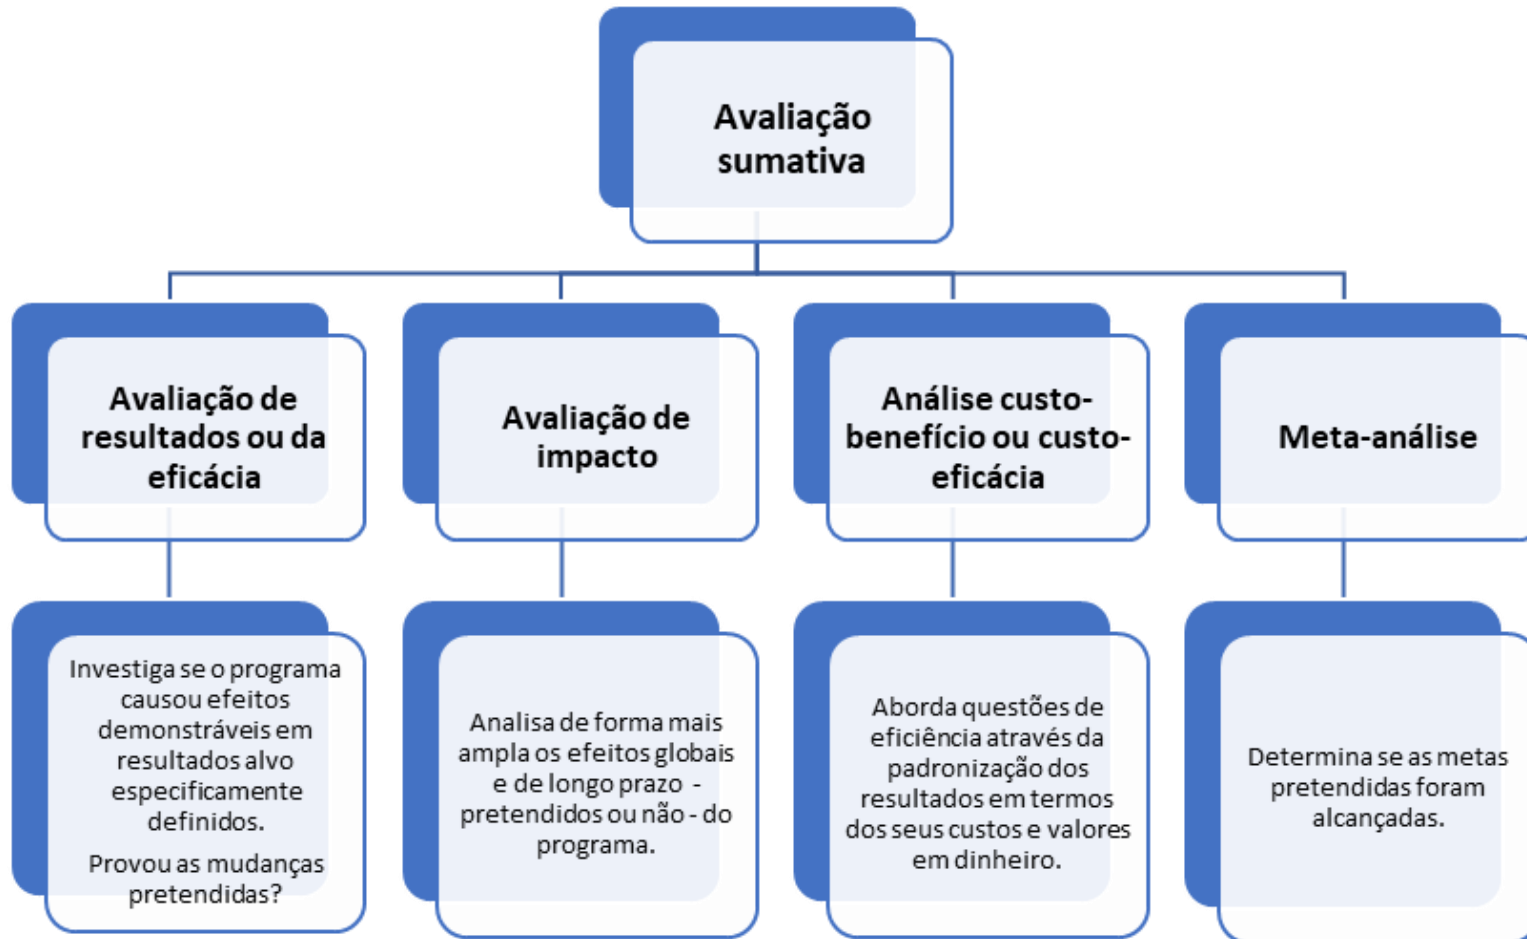 Avaliação
sumativa
Avaliação de
resultados ou da
eficácia
Avaliação de
impacto
Análise custo-
benefício ou custo-
eficácia
Meta-análise
Investiga se o programa
causou efeitos
demonstráveis em
resultados alvo
especificamente
definidos.
Provou as mudanças
pretendidas?
Analisa de forma mais
ampla os efeitos globais
e de longo prazo -
pretendidos ou não - do
programa.
Aborda questões de
eficiência através da
padronização dos
resultados em termos
dos seus custos e valores
em dinheiro.
Determina se as metas
pretendidas foram
alcançadas.